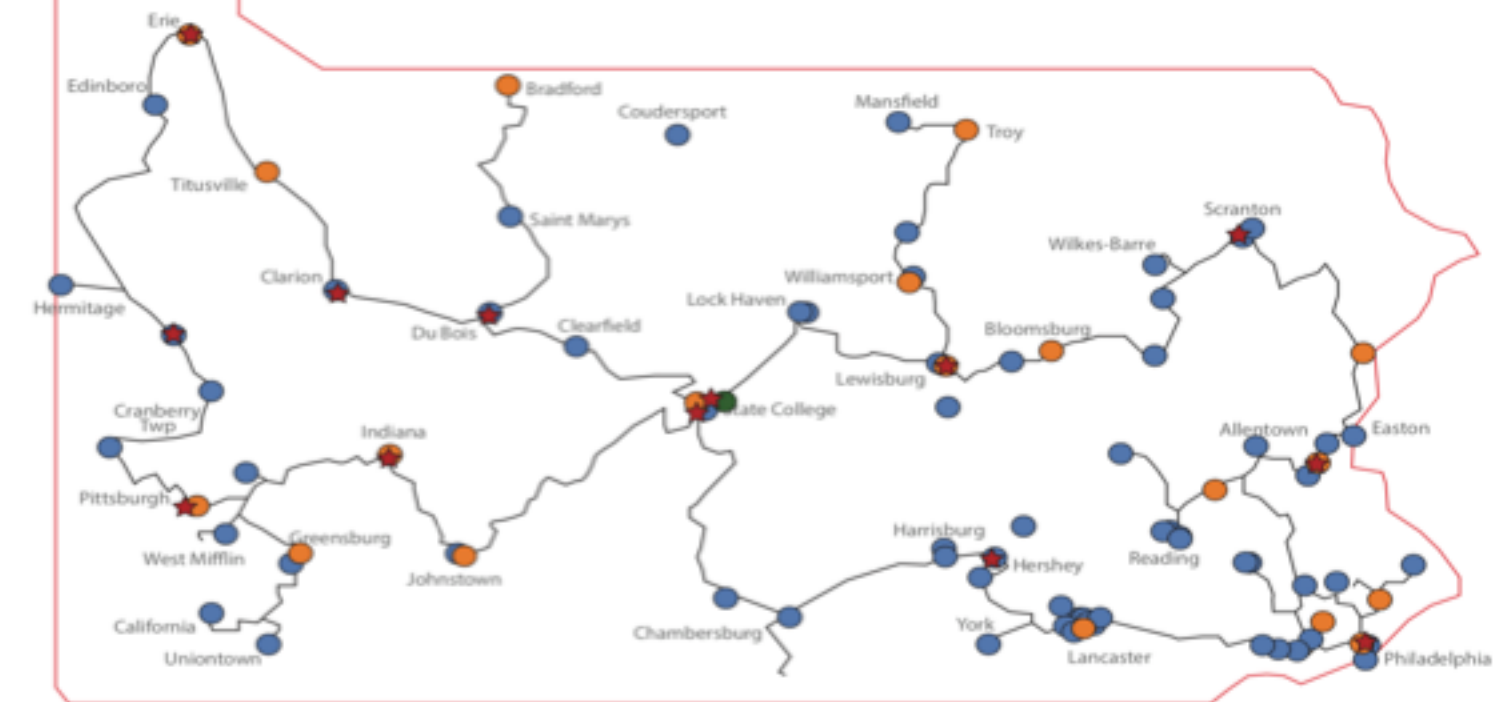 Erie
Edinboro
Bradford
Coudersport
Mansfield
Troy
Titusville
Saint Marys
Scranton
Wilkes-Barre
Clarion
Williamsport
Hermitage
Lock Haven
Du Bois
Clearfield
Bloomsburg
Lewisburg
Cranberry
Twp
State College
Indiana
Allentown
Easton
Pittsburgh
Greensburg
West Mifflin
Johnstown
Harrisburg
Hershey
Reading
California
Uniontown
Chambersburg
York
Lancaster
Philadelphia